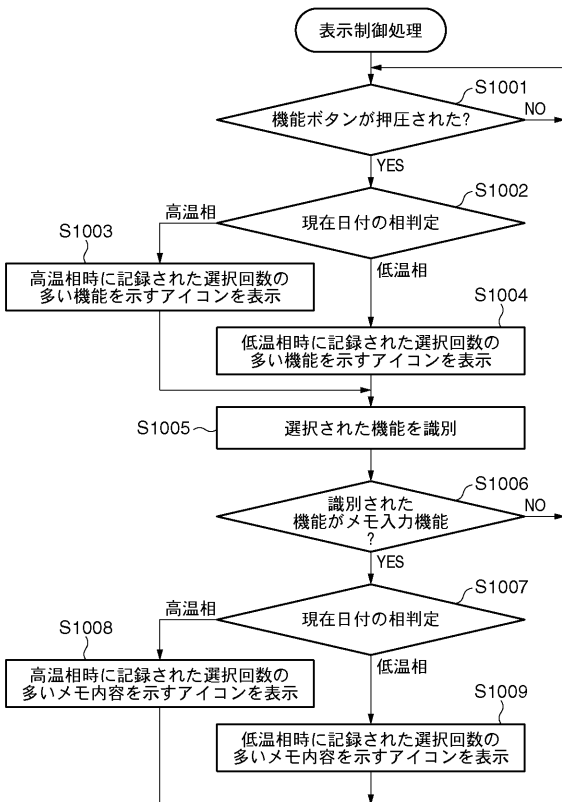 表示制御処理
S1001
機能ボタンが押圧された?
NO
YES
S1002
高温相
現在日付の相判定
S1003
低温相
高温相時に記録された選択回数の
多い機能を示すアイコンを表示
S1004
低温相時に記録された選択回数の
多い機能を示すアイコンを表示
S1005
選択された機能を識別
S1006
識別された
機能がメモ入力機能
?
NO
YES
S1007
高温相
現在日付の相判定
S1008
低温相
高温相時に記録された選択回数の
多いメモ内容を示すアイコンを表示
S1009
低温相時に記録された選択回数の
多いメモ内容を示すアイコンを表示